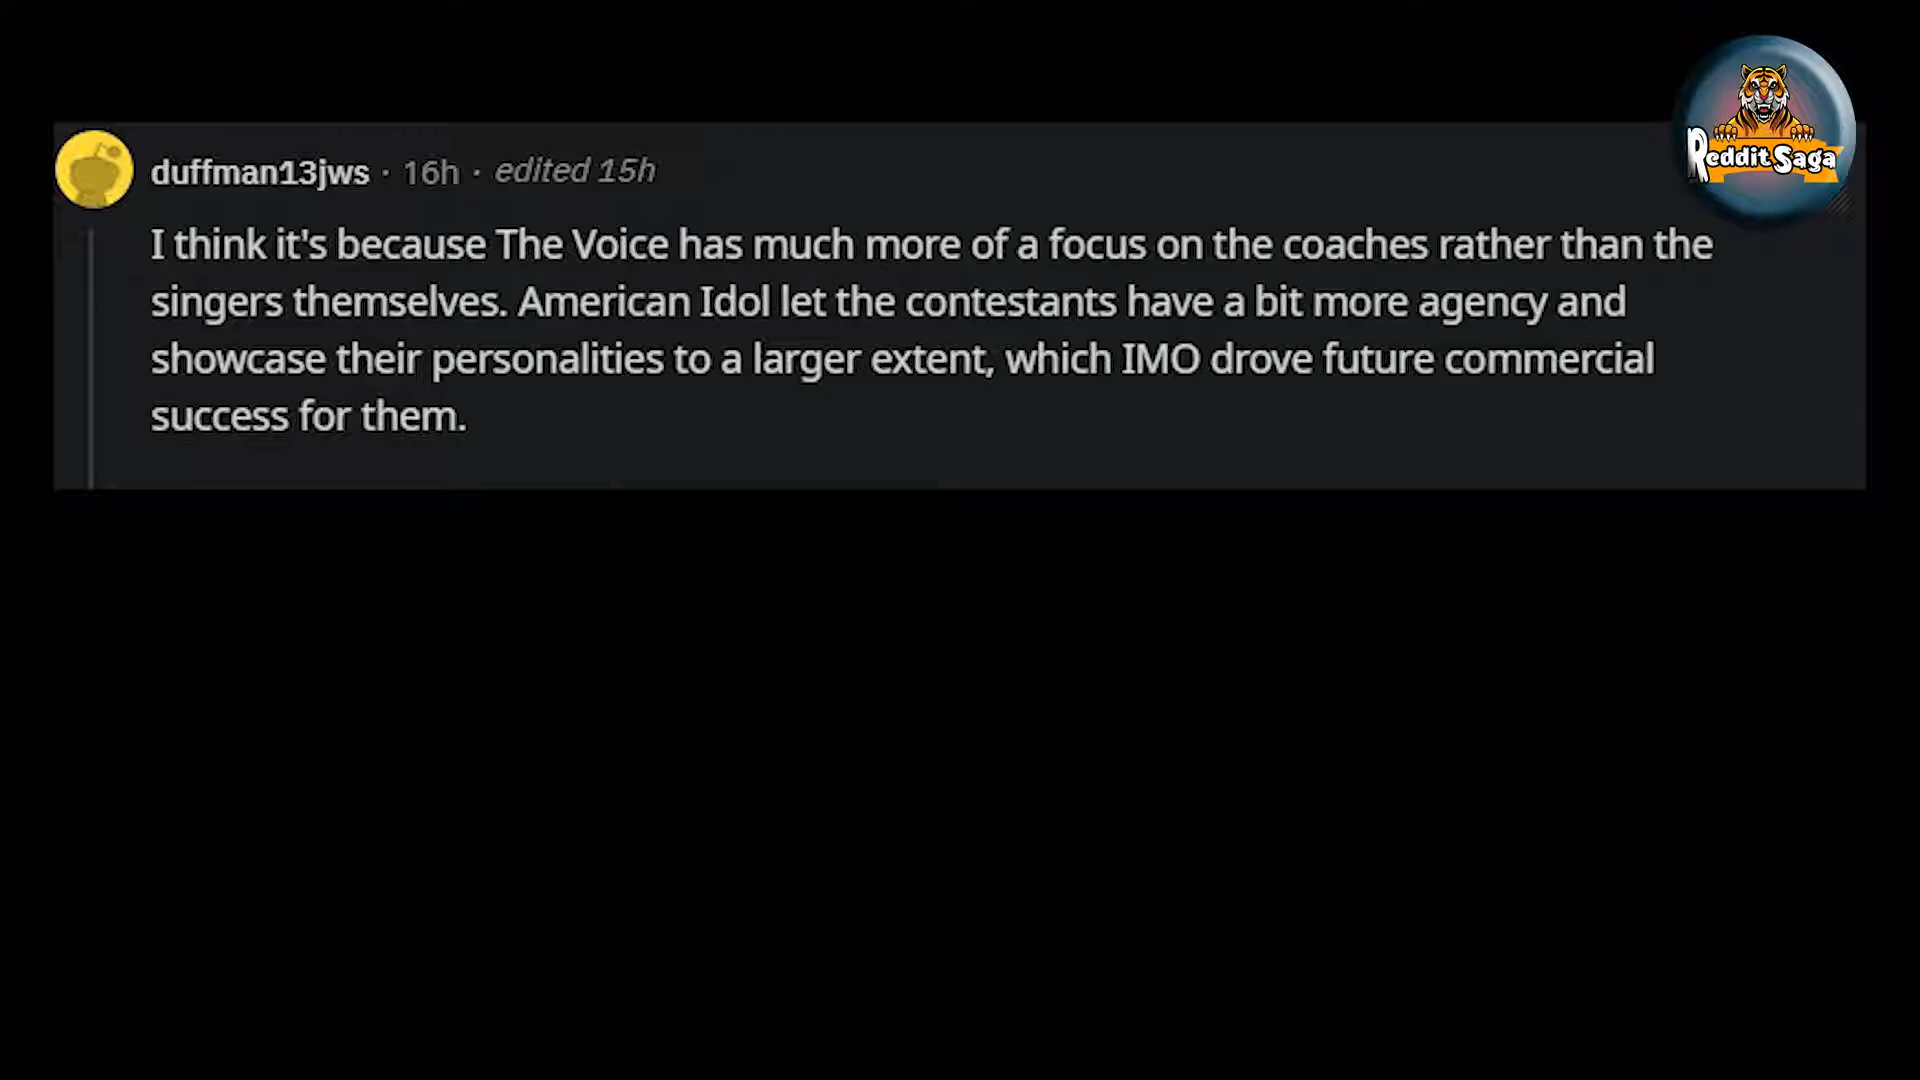 Reddit Saga
duffman13jws · 16h · edited 15h
I think it's because The Voice has much more of a focus on the coaches rather than the
singers themselves. American Idol let the contestants have a bit more agency and
showcase their personalities to a larger extent, which IMO drove future commercial
success for them.